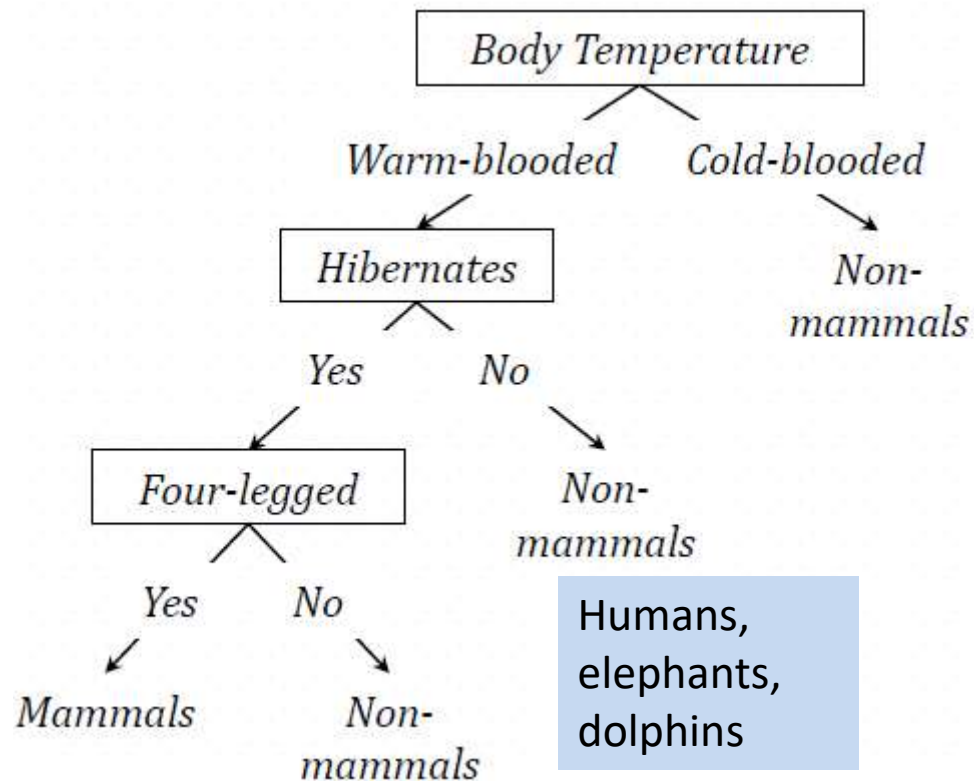 Body Temperature
Warm-blooded
Cold-blooded
Hibernates
Non-
mammals
Yes
No
Four-legged
Non-
mammals
Yes
No
Humans,
elephants,
dolphins
Mammals
Non-
mammals